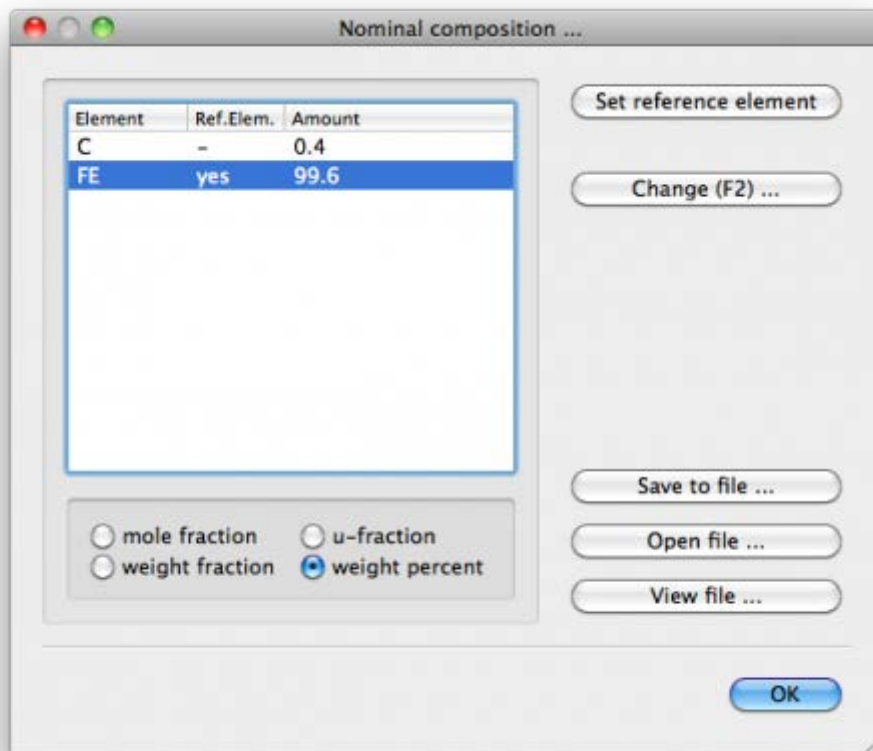 Nominal composition ...
Set reference element
Element Ref.Elem. Amount
C - 0.4
FE yes 99.6
Change (F2) ...
Save to file ...
mole fraction u-fraction
Open file ...
weight fraction weight percent
View file ...
OK